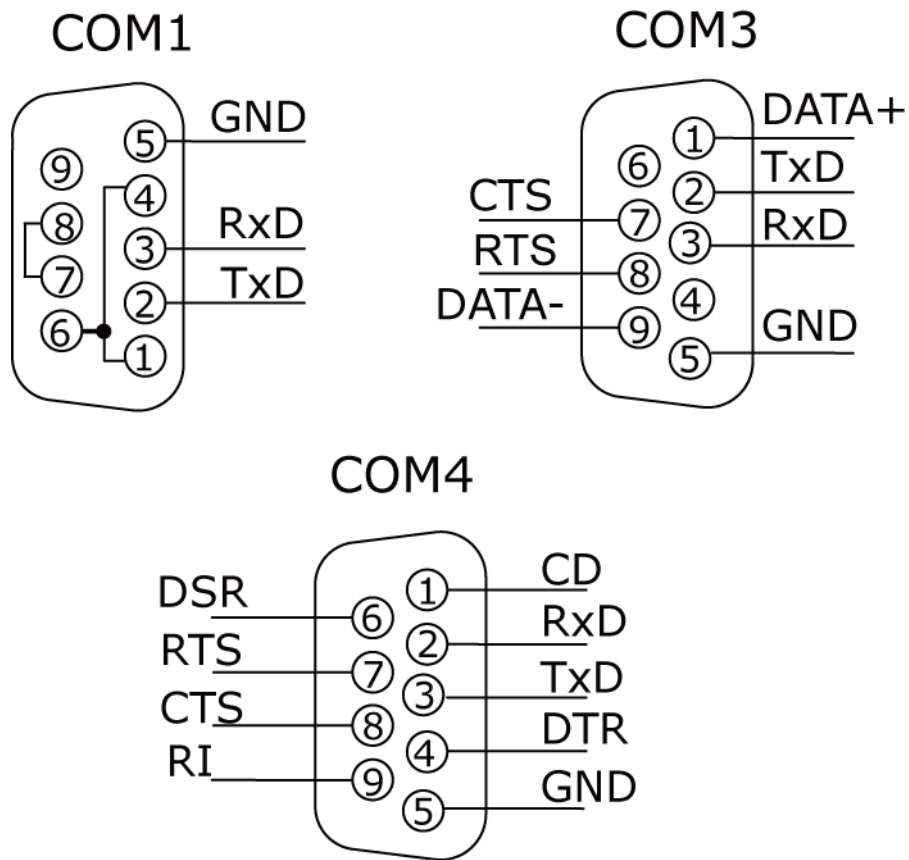 COM1
GND
RxD
TxD
5
9
4
8
3
7
2
6
1
COM3
DATA+
TxD
RxD
GND
CTS
RTS
DATA-
1
6
2
7
3
8
4
9
5
COM4
DSR
RTS
CTS
RI
CD
RxD
TxD
DTR
GND
1
6
2
7
3
8
4
9
5